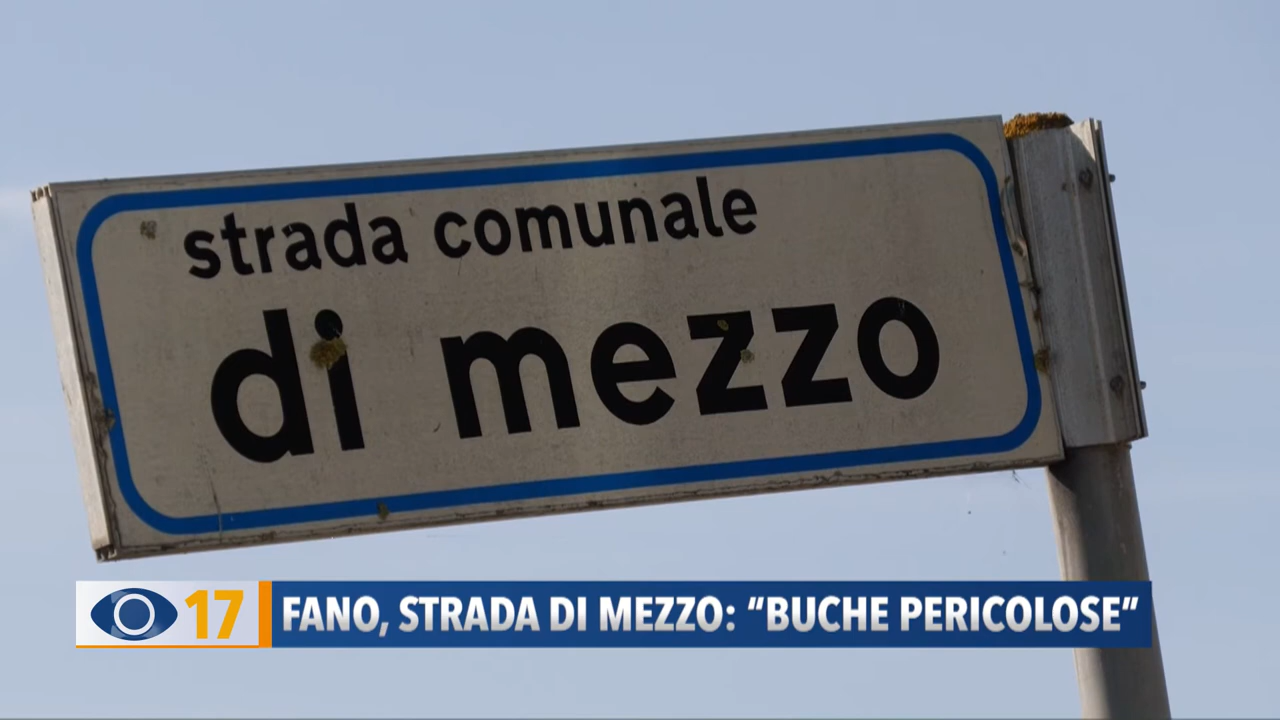 strada comunale
di mezzo
17 FANO, STRADA DI MEZZO: “BUCHE PERICOLOSE”